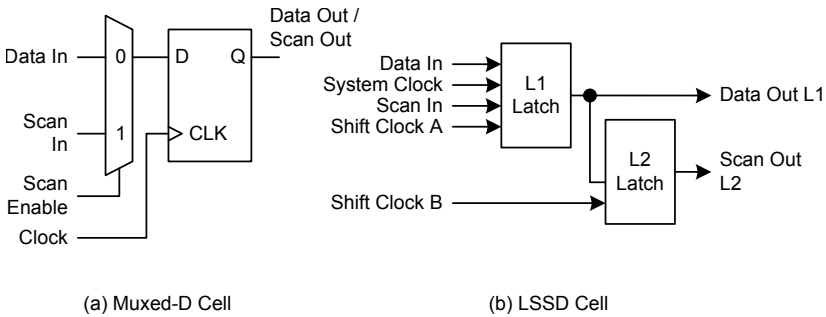 Data Out /
Scan Out
Data In
0
D
Q
Scan
In
1
CLK
Scan
Enable
Clock
(a) Muxed-D Cell
Data In
System Clock
Scan In
Shift Clock A
L1
Latch
Data Out L1
L2
Latch
Scan Out
L2
Shift Clock B
(b) LSSD Cell